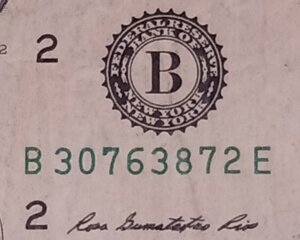 2
FEDERAL RESERVE
BANK OF
B
NEW YORK
NEW YORK
B 30763872 E
2
Rosa Gumataotao Rios